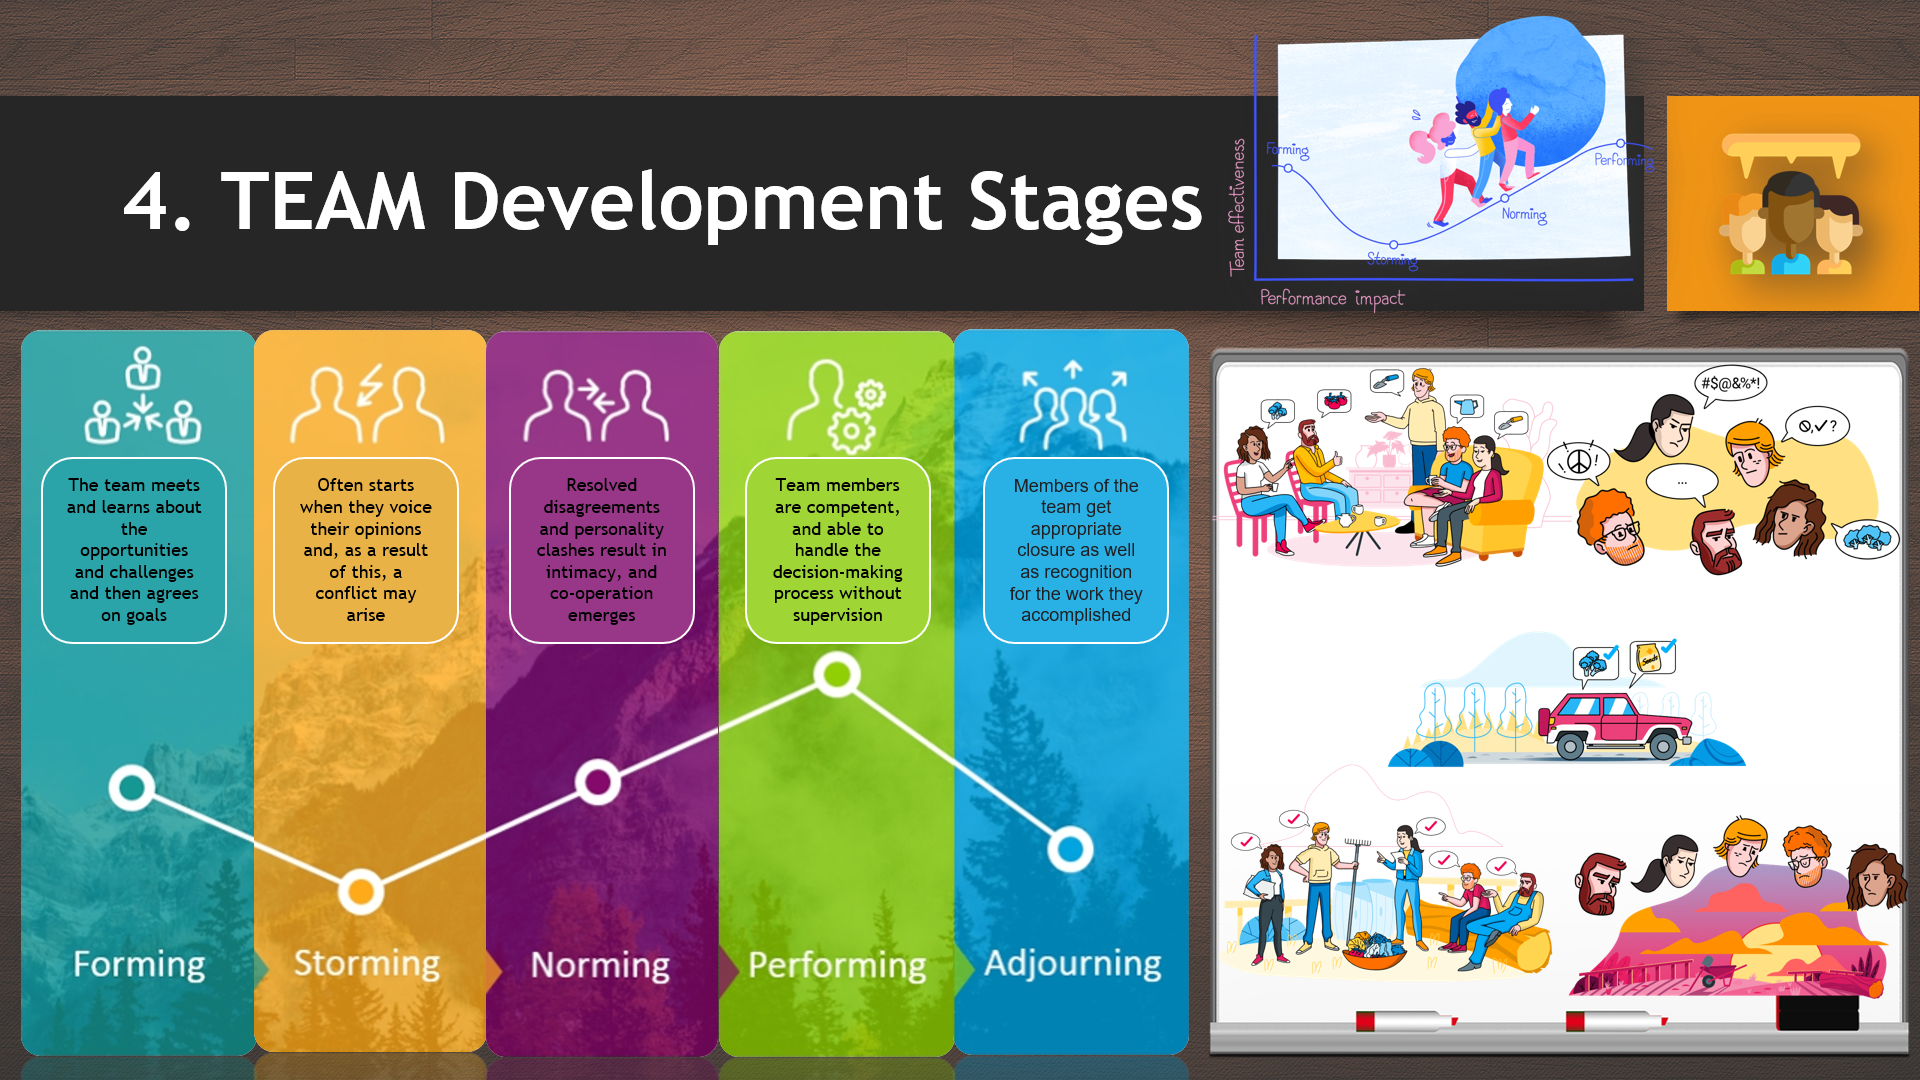 4. TEAM Development Stages
Team effectiveness
Forming
Storming
Norming
Performing
Performance impact
The team meets
and learns about
the
opportunities
and challenges
and then agrees
on goals
Forming
Often starts
when they voice
their opinions
and, as a result
of this, a
conflict may
arise
Storming
Resolved
disagreements
and personality
clashes result in
intimacy, and
co-operation
emerges
Norming
Team members
are competent,
and able to
handle the
decision-making
process without
supervision
Performing
Members of the
team get
appropriate
closure as well
as recognition
for the work they
accomplished
Adjourning
#$@&%*!
?
! !
...
Seeds